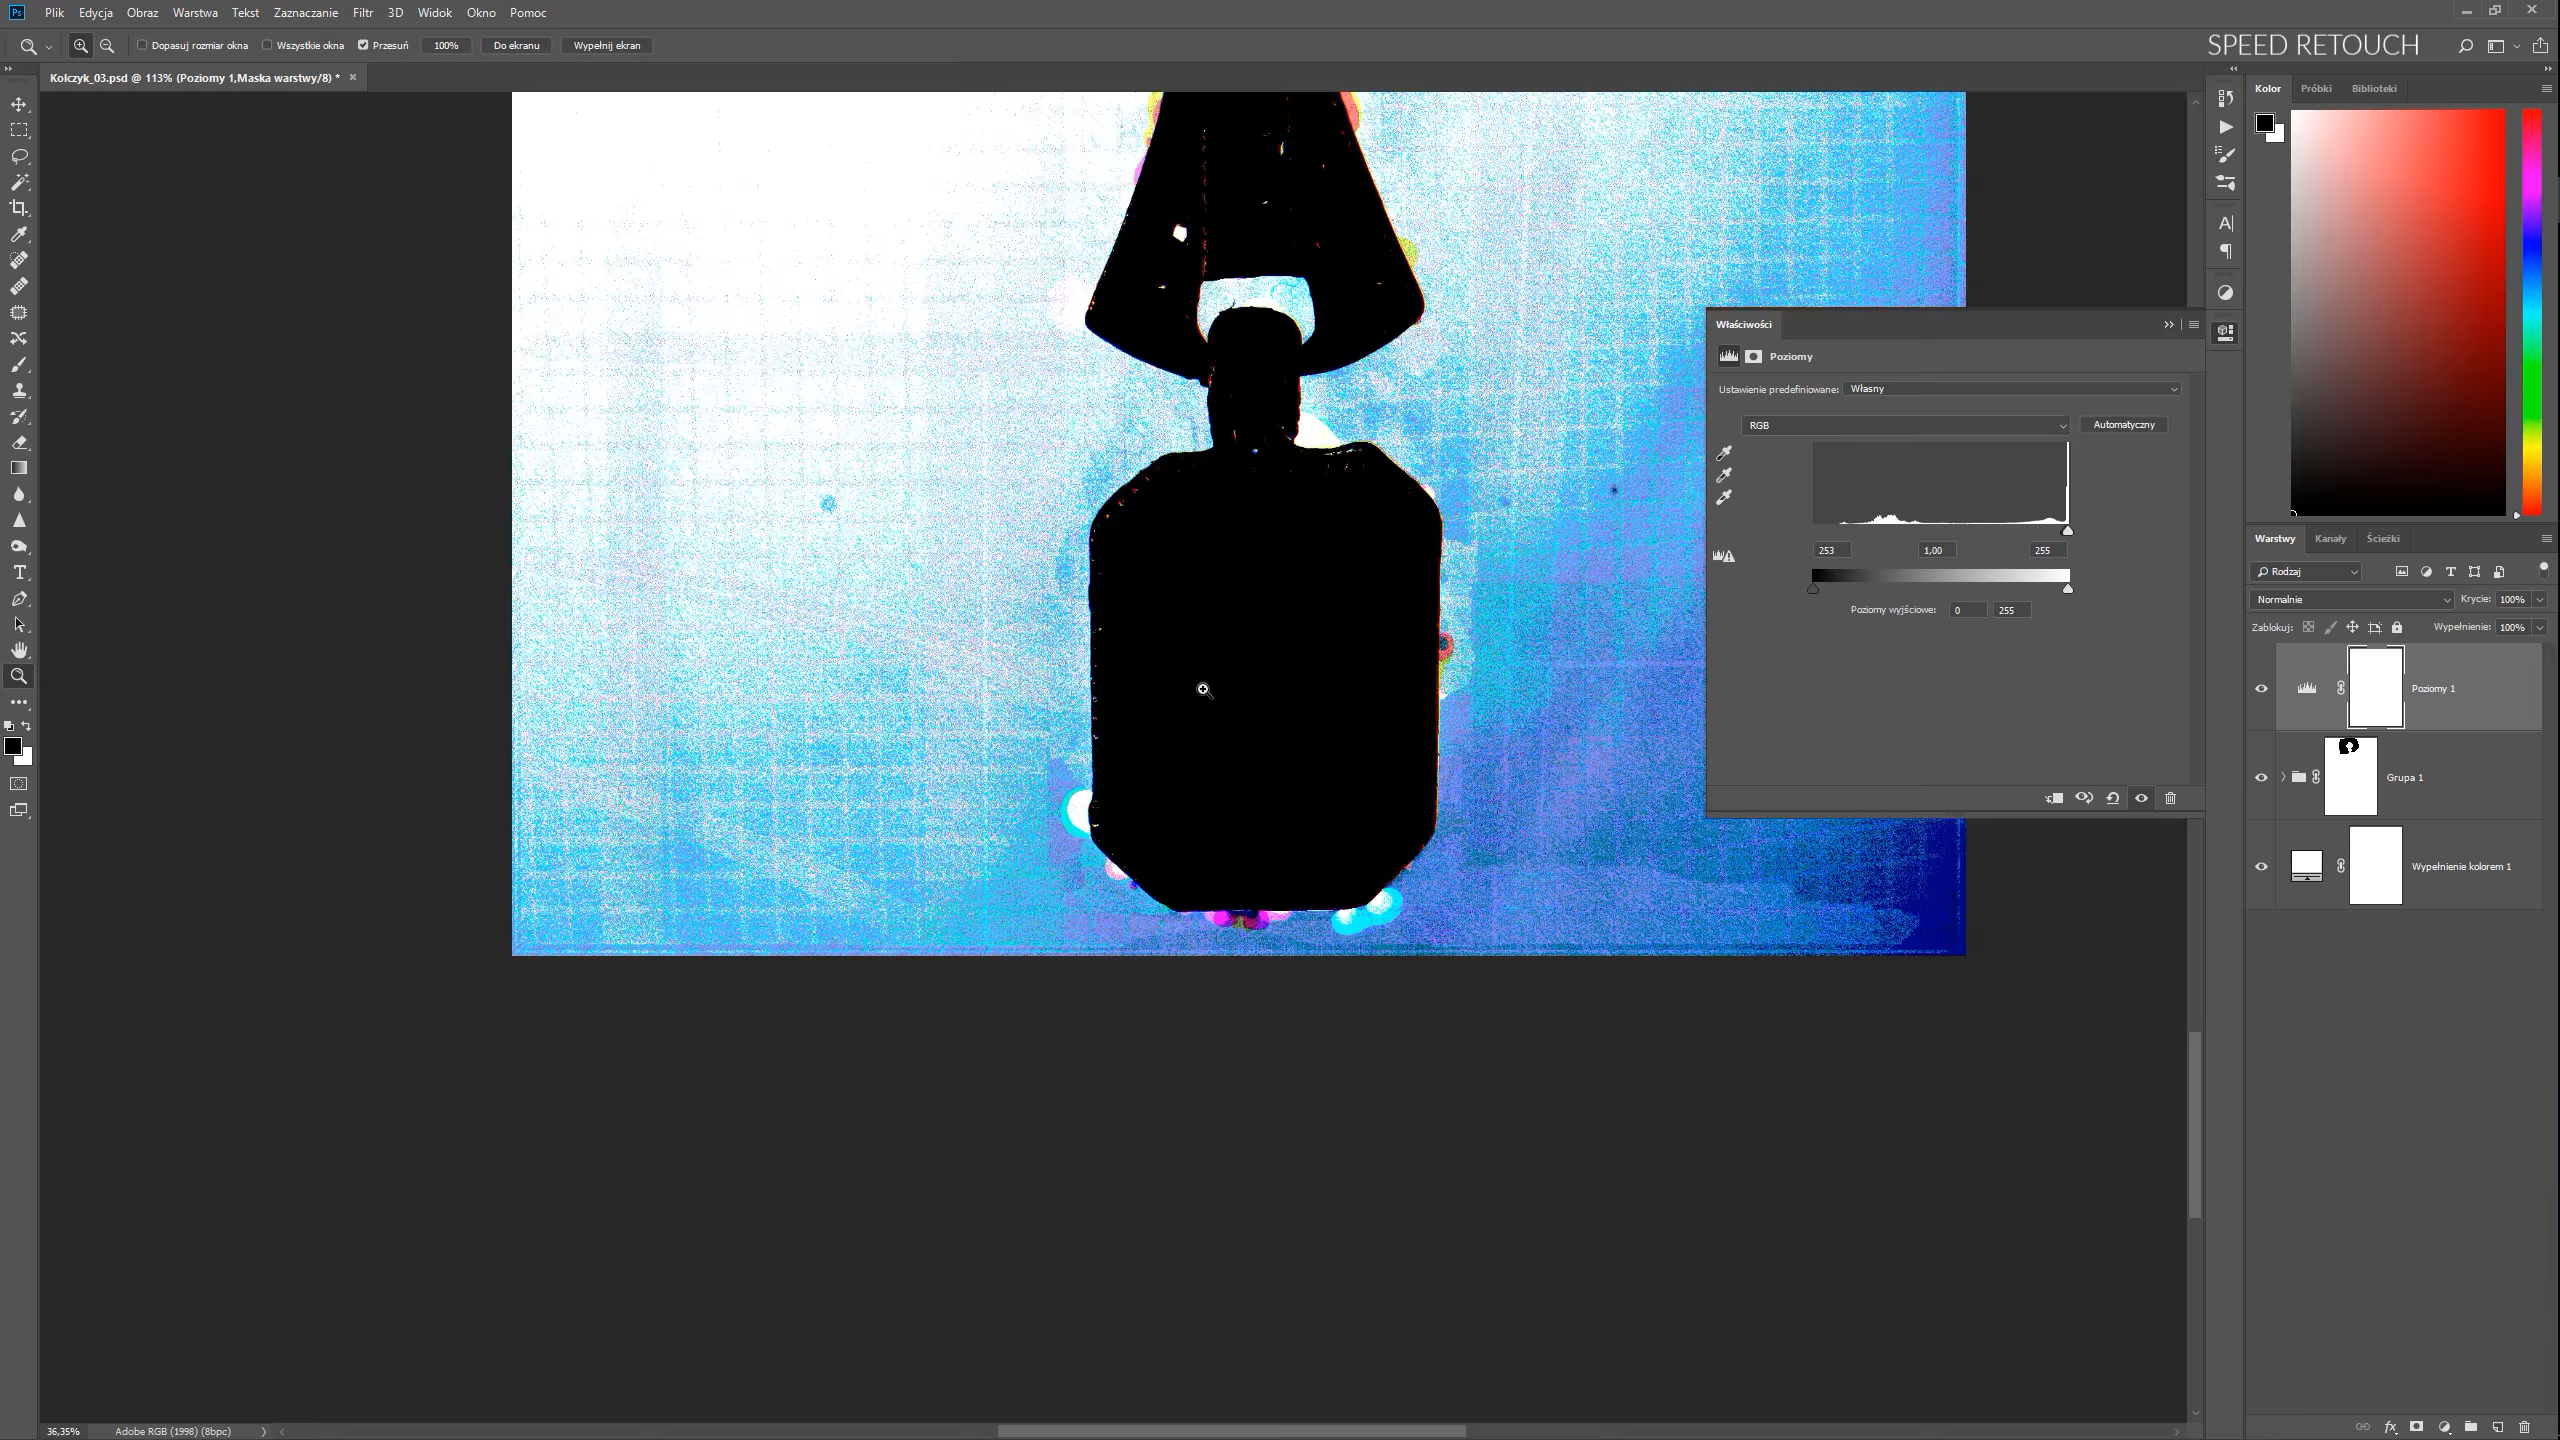 Ps Plik Edycja Obraz Warstwa Tekst Zaznaczanie Filtr 3D Widok Okno Pomoc
Dopasuj rozmiar okna Wszystkie okna Przesuń 100% Do ekranu Wypełnij ekran SPEED RETOUCH
Kolczyk_03.psd @ 113% (Poziomy 1,Maska warstwy/8) *
Kolor Próbki Biblioteki
Właściwości
Poziomy
Ustawienie predefiniowane: Własny
RGB Automatyczny
253 1,00 255
Poziomy wyjściowe: 0 255
Warstwy Kanały Ścieżki
Rodzaj
Normalnie Krycie: 100%
Zablokuj: Wypełnienie: 100%
Poziomy 1
Grupa 1
Wypełnienie kolorem 1
36,35% Adobe RGB (1998) (8bpc)